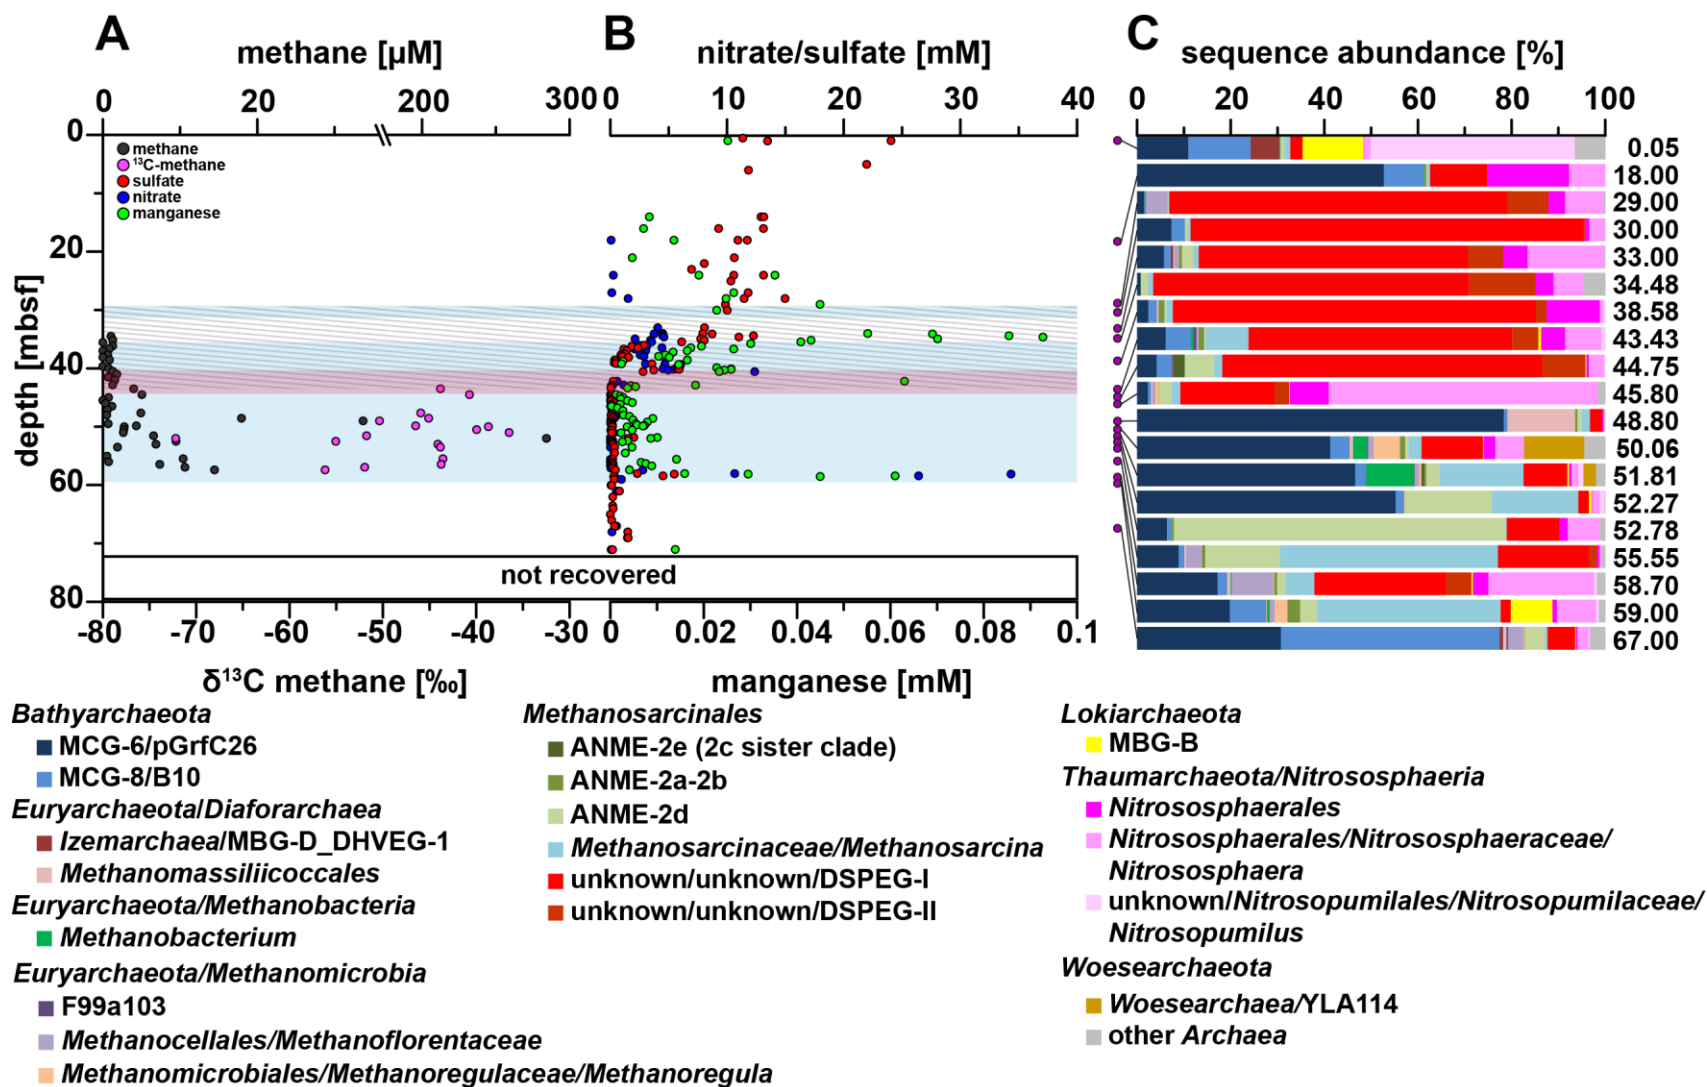 A
B
C
methane [µM]
nitrate/sulfate [mM]
sequence abundance [%]
0 20 200 300
0 10 20 30 40
0 20 40 60 80 100
depth [mbsf]
0
20
40
60
80
methane
¹³C-methane
sulfate
nitrate
manganese
not recovered
-80 -70 -60 -50 -40 -30
0 0.02 0.04 0.06 0.08 0.1
δ¹³C methane [‰]
manganese [mM]
0.05
18.00
29.00
30.00
33.00
34.48
38.58
43.43
44.75
45.80
48.80
50.06
51.81
52.27
52.78
55.55
58.70
59.00
67.00
Bathyarchaeota
MCG-6/pGrfC26
MCG-8/B10
Euryarchaeota/Diaforarchaea
Izemarchaea/MBG-D_DHVEG-1
Methanomassiliicoccales
Euryarchaeota/Methanobacteria
Methanobacterium
Euryarchaeota/Methanomicrobia
F99a103
Methanocellales/Methanoflorentaceae
Methanomicrobiales/Methanoregulaceae/Methanoregula
Methanosarcinales
ANME-2e (2c sister clade)
ANME-2a-2b
ANME-2d
Methanosarcinaceae/Methanosarcina
unknown/unknown/DSPEG-I
unknown/unknown/DSPEG-II
Lokiarchaeota
MBG-B
Thaumarchaeota/Nitrososphaeria
Nitrososphaerales
Nitrososphaerales/Nitrososphaeraceae/
Nitrososphaera
unknown/Nitrosopumilales/Nitrosopumilaceae/
Nitrosopumilus
Woesearchaeota
Woesearchaea/YLA114
other Archaea